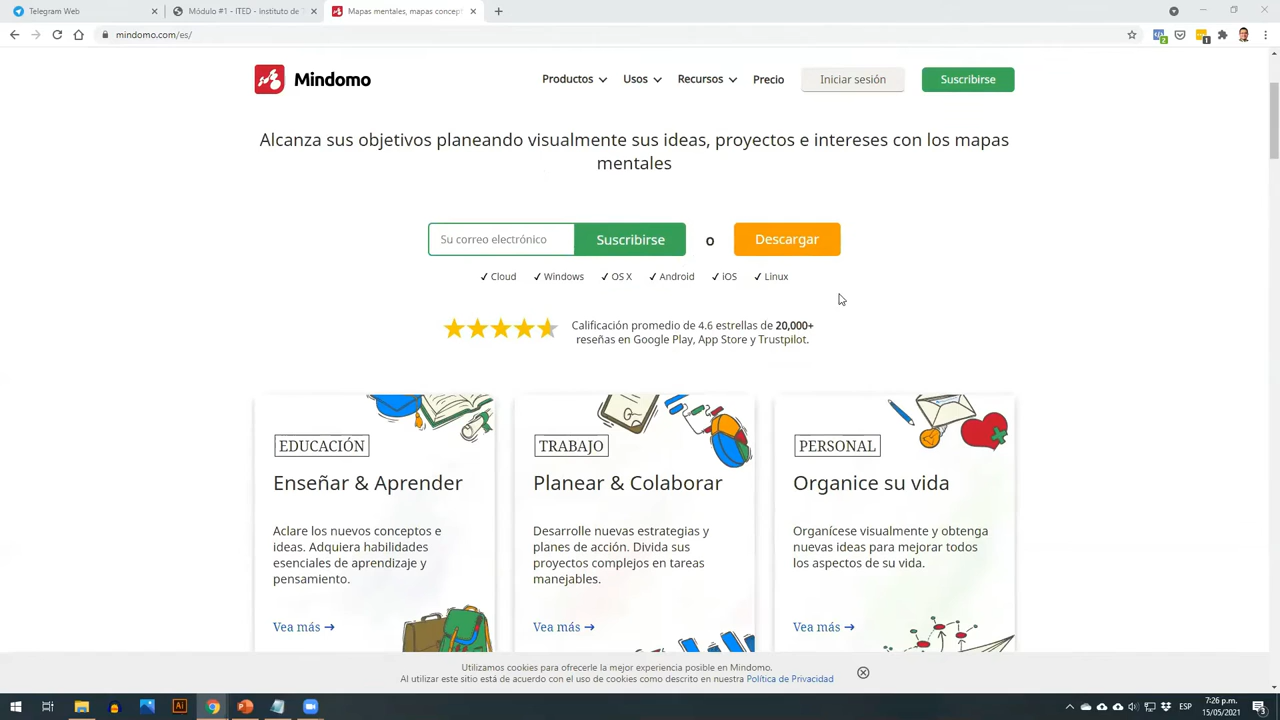 Telegram Web
Módulo #1 - ITED - Instituto de T
Mapas mentales, mapas concep
mindomo.com/es/
Mindomo
Productos
Usos
Recursos
Precio
Iniciar sesión
Suscribirse
Alcanza sus objetivos planeando visualmente sus ideas, proyectos e intereses con los mapas
mentales
Su correo electrónico
Suscribirse
o
Descargar
✓ Cloud ✓ Windows ✓ OS X ✓ Android ✓ iOS ✓ Linux
Calificación promedio de 4.6 estrellas de 20,000+
reseñas en Google Play, App Store y Trustpilot.
EDUCACIÓN
Enseñar & Aprender
Aclare los nuevos conceptos e
ideas. Adquiera habilidades
esenciales de aprendizaje y
pensamiento.
Vea más →
TRABAJO
Planear & Colaborar
Desarrolle nuevas estrategias y
planes de acción. Divida sus
proyectos complejos en tareas
manejables.
Vea más →
PERSONAL
Organice su vida
Organícese visualmente y obtenga
nuevas ideas para mejorar todos
los aspectos de su vida.
Vea más →
Utilizamos cookies para ofrecerle la mejor experiencia posible en Mindomo.
Al utilizar este sitio está de acuerdo con el uso de cookies como descrito en nuestra Política de Privacidad
ESP
7:26 p.m.
15/05/2021